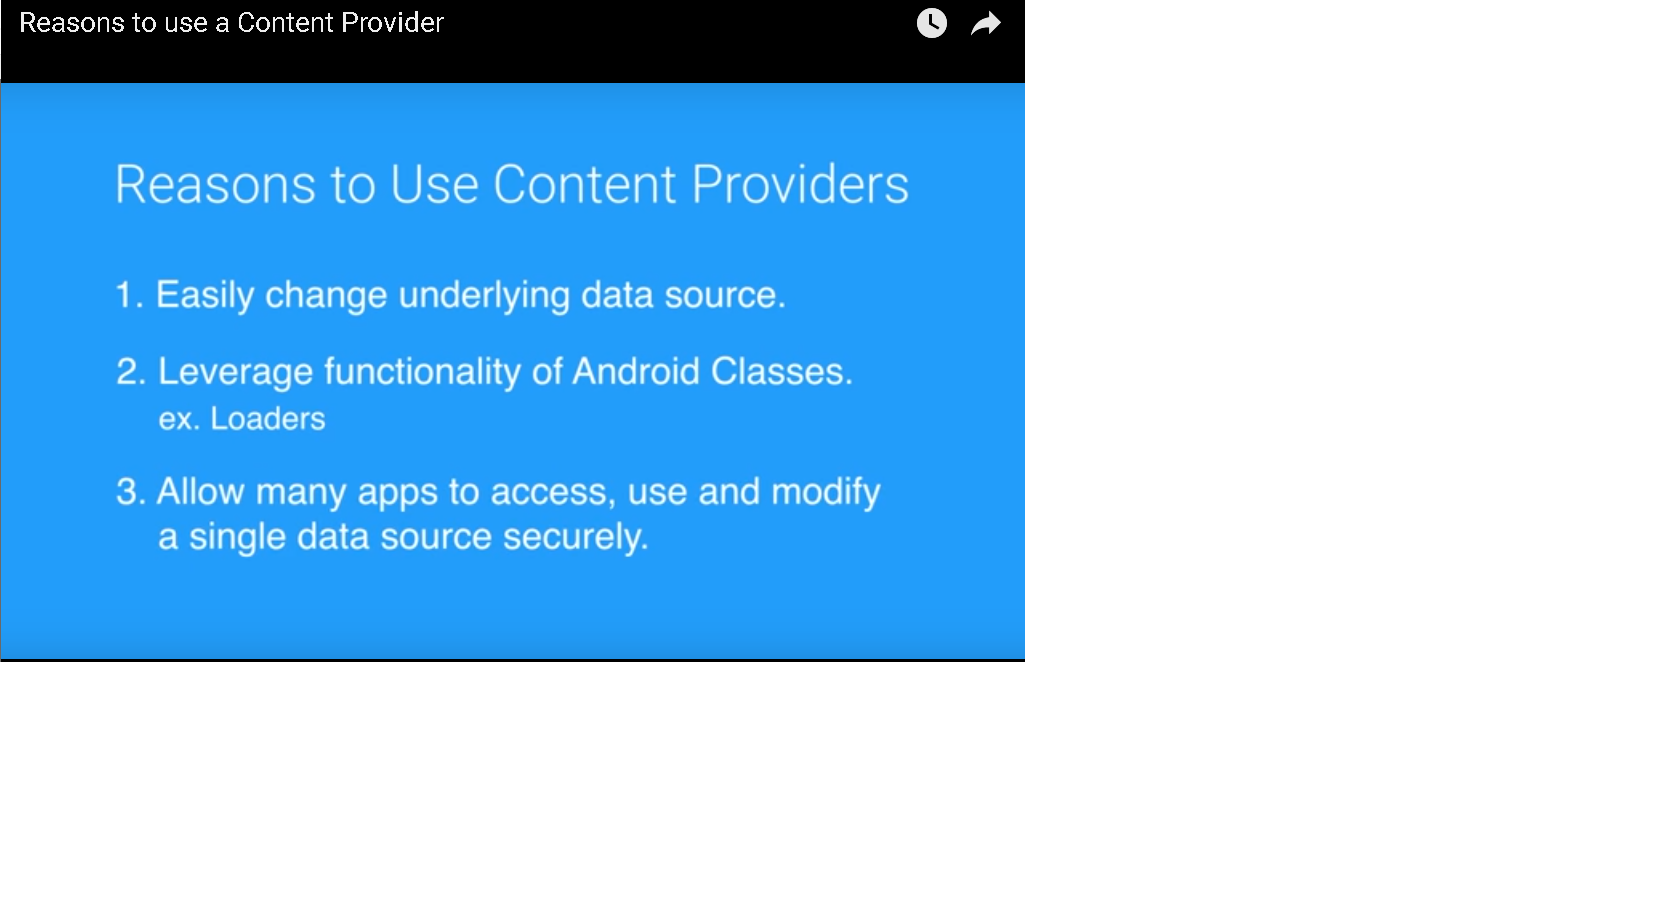 Reasons to use a Content Provider
Reasons to Use Content Providers
1. Easily change underlying data source.
2. Leverage functionality of Android Classes.
ex. Loaders
3. Allow many apps to access, use and modify
a single data source securely.